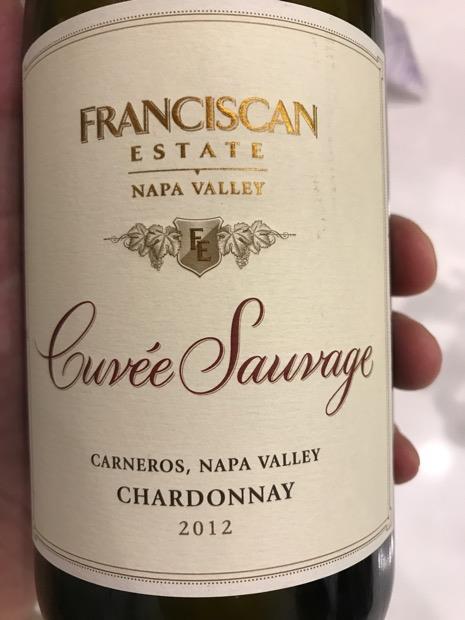 FRANCISCAN
ESTATE
NAPA VALLEY
FE
Cuvée Sauvage
CARNEROS, NAPA VALLEY
CHARDONNAY
2012